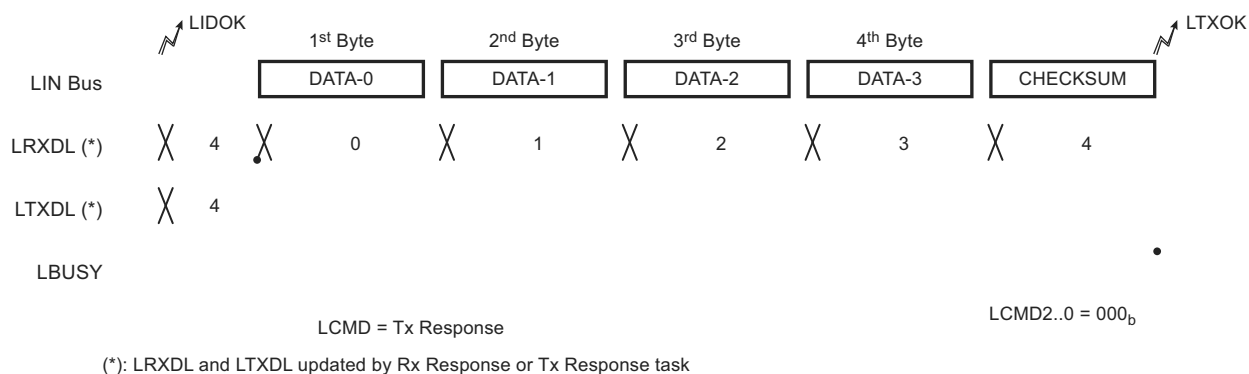 LIDOK
LTXOK
1st Byte 2nd Byte 3rd Byte 4th Byte
LIN Bus DATA-0 DATA-1 DATA-2 DATA-3 CHECKSUM
LRXDL (*) 4 0 1 2 3 4
LTXDL (*) 4
LBUSY
LCMD = Tx Response
LCMD2..0 = 000b
(*): LRXDL and LTXDL updated by Rx Response or Tx Response task